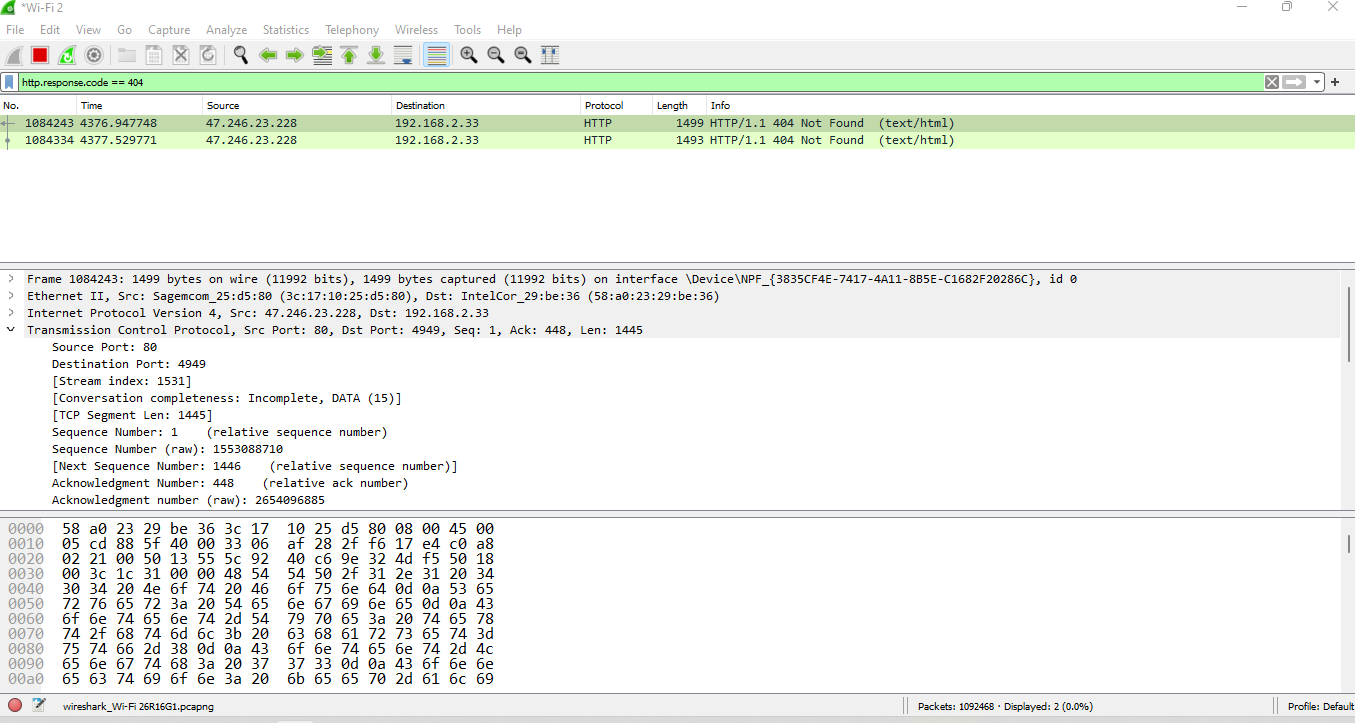 *Wi-Fi 2
File Edit View Go Capture Analyze Statistics Telephony Wireless Tools Help
http.response.code == 404
No. Time Source Destination Protocol Length Info
1084243 4376.947748 47.246.23.228 192.168.2.33 HTTP 1499 HTTP/1.1 404 Not Found (text/html)
1084334 4377.529771 47.246.23.228 192.168.2.33 HTTP 1493 HTTP/1.1 404 Not Found (text/html)
Frame 1084243: 1499 bytes on wire (11992 bits), 1499 bytes captured (11992 bits) on interface \Device\NPF_{3835CF4E-7417-4A11-8B5E-C1682F20286C}, id 0
Ethernet II, Src: Sagemcom_25:d5:80 (3c:17:10:25:d5:80), Dst: IntelCor_29:be:36 (58:a0:23:29:be:36)
Internet Protocol Version 4, Src: 47.246.23.228, Dst: 192.168.2.33
Transmission Control Protocol, Src Port: 80, Dst Port: 4949, Seq: 1, Ack: 448, Len: 1445
Source Port: 80
Destination Port: 4949
[Stream index: 1531]
[Conversation completeness: Incomplete, DATA (15)]
[TCP Segment Len: 1445]
Sequence Number: 1 (relative sequence number)
Sequence Number (raw): 1553088710
[Next Sequence Number: 1446 (relative sequence number)]
Acknowledgment Number: 448 (relative ack number)
Acknowledgment number (raw): 2654096885
0000 58 a0 23 29 be 36 3c 17 10 25 d5 80 08 00 45 00
0010 05 cd 88 5f 40 00 33 06 af 28 2f f6 17 e4 c0 a8
0020 02 21 00 50 13 55 5c 92 40 c6 9e 32 4d f5 50 18
0030 00 3c 1c 31 00 00 48 54 54 50 2f 31 2e 31 20 34
0040 30 34 20 4e 6f 74 20 46 6f 75 6e 64 0d 0a 53 65
0050 72 76 65 72 3a 20 54 65 6e 67 69 6e 65 0d 0a 43
0060 6f 6e 74 65 6e 74 2d 54 79 70 65 3a 20 74 65 78
0070 74 2f 68 74 6d 6c 3b 20 63 68 61 72 73 65 74 3d
0080 75 74 66 2d 38 0d 0a 43 6f 6e 74 65 6e 74 2d 4c
0090 65 6e 67 74 68 3a 20 37 37 33 0d 0a 43 6f 6e 6e
00a0 65 63 74 69 6f 6e 3a 20 6b 65 65 70 2d 61 6c 69
wireshark_Wi-Fi 26R16G1.pcapng Packets: 1092468 · Displayed: 2 (0.0%) Profile: Default